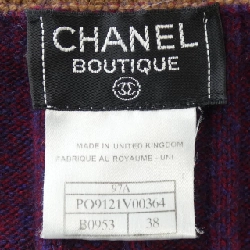 CHANEL
BOUTIQUE
MADE IN UNITED KINGDOM
FABRIQUE AU ROYAUME - UNI
97A
PO9121V00364
B0953 38